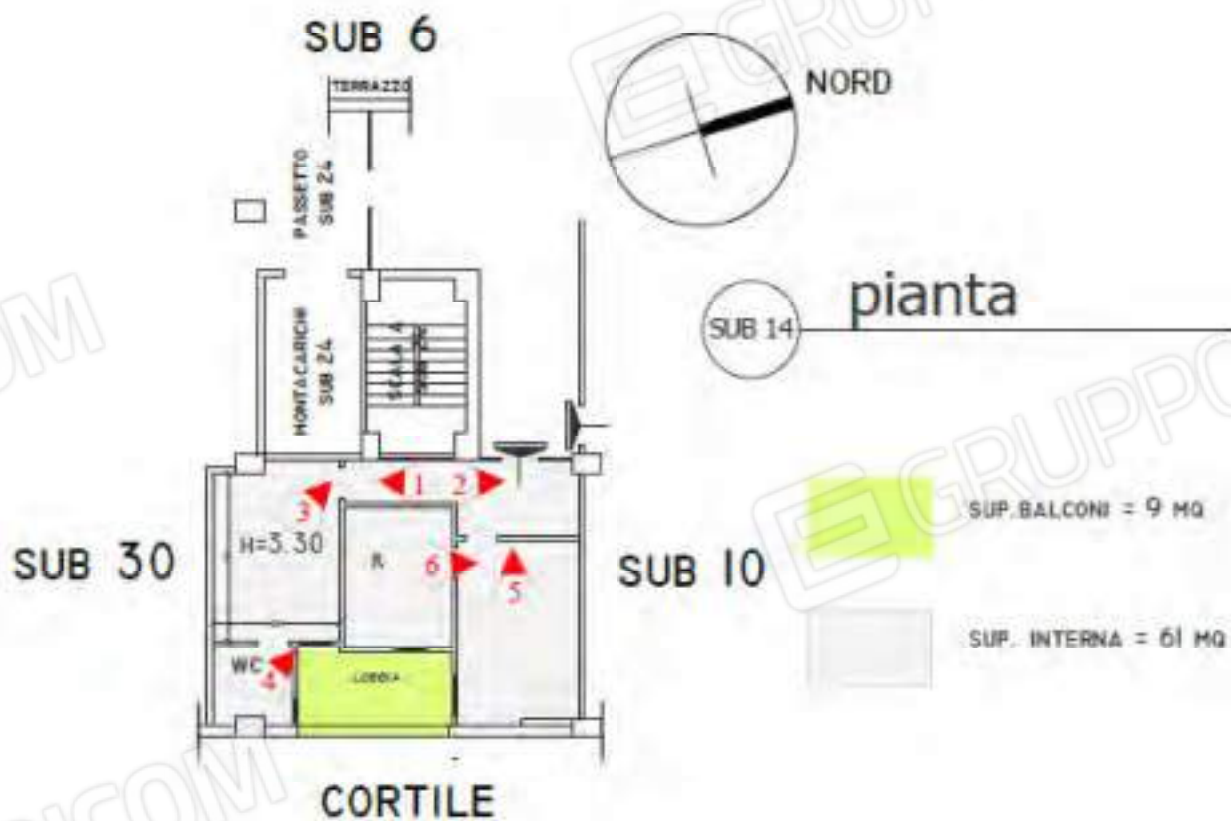 SUB 6
TERRAZZO
NORD
PASSETTO
SUB 24
pianta
SUB 14
MONTACARICHI
SUB 24
SCALA A
1
2
3
H=3.30
R
6
5
SUB 30
SUB 10
SUP. BALCONI = 9 MQ
SUP. INTERNA = 61 MQ
WC
4
LOGGIA
CORTILE
GRUPPO